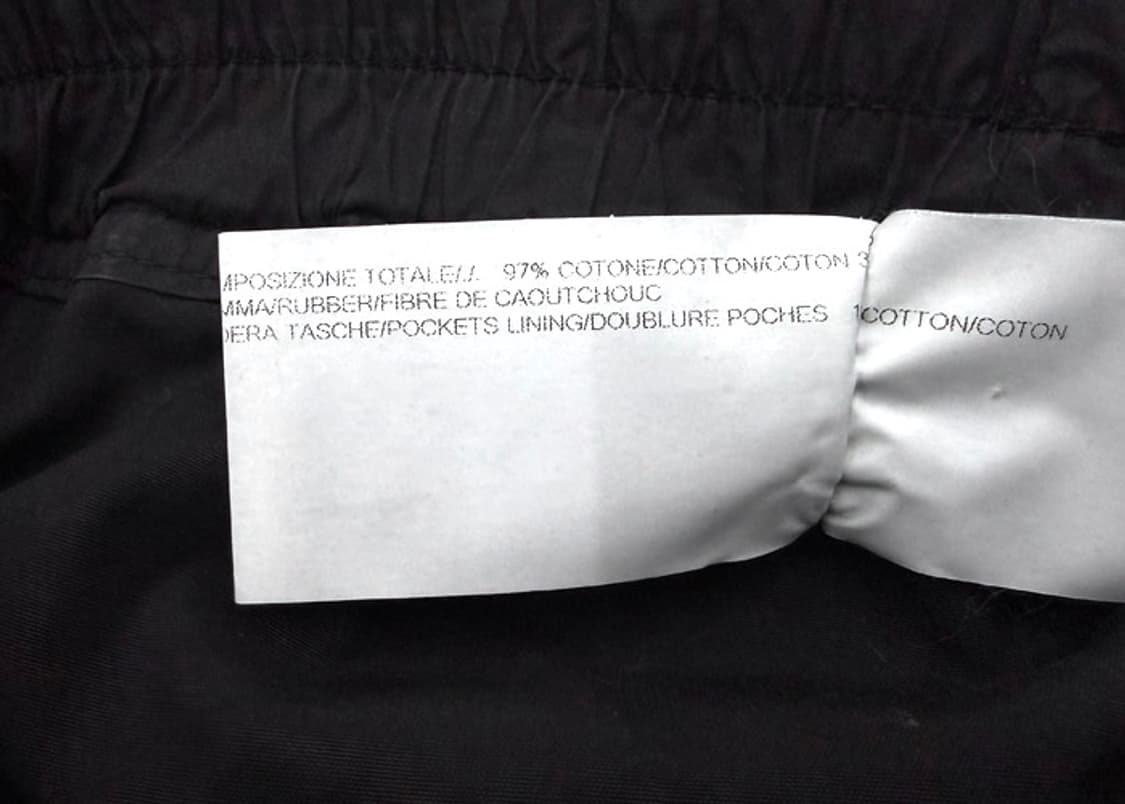 MPOSIZIONE TOTALE/./. 97% COTONE/COTTON/COTON 3
MMA/RUBBER/FIBRE DE CAOUTCHOUC
DERA TASCHE/POCKETS LINING/DOUBLURE POCHES 1COTTON/COTON